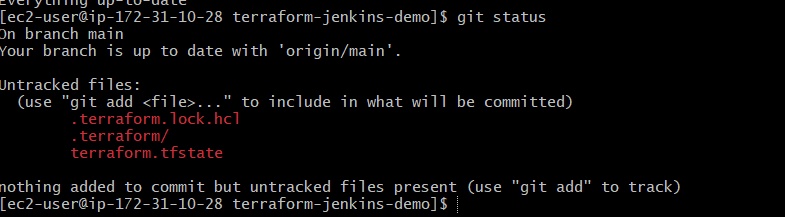 Everything up-to-date
[ec2-user@ip-172-31-10-28 terraform-jenkins-demo]$ git status
On branch main
Your branch is up to date with 'origin/main'.
Untracked files:
(use "git add <file>..." to include in what will be committed)
.terraform.lock.hcl
.terraform/
terraform.tfstate
nothing added to commit but untracked files present (use "git add" to track)
[ec2-user@ip-172-31-10-28 terraform-jenkins-demo]$